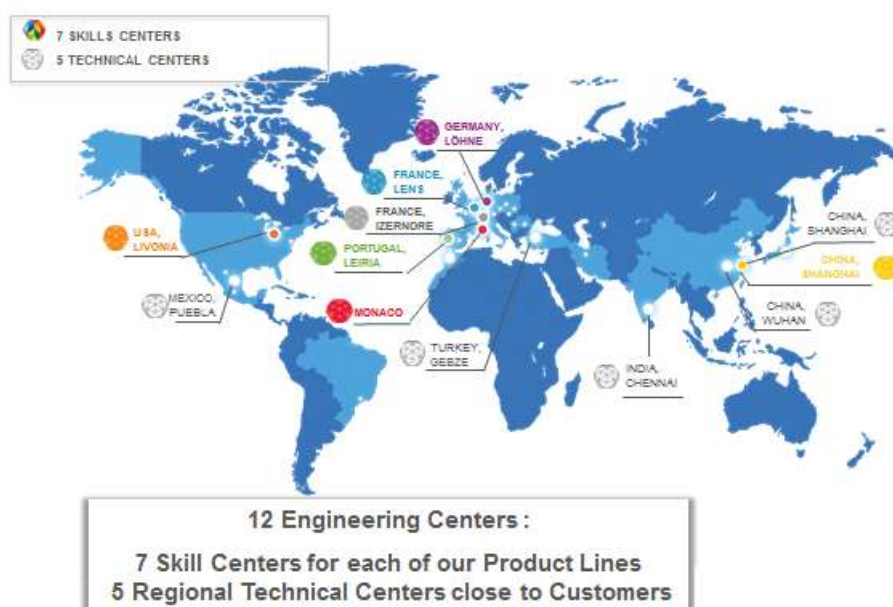 7 SKILLS CENTERS
5 TECHNICAL CENTERS
GERMANY,
LÖHNE
FRANCE,
LENS
FRANCE,
IZERNORE
USA,
LIVONIA
PORTUGAL,
LEIRIA
CHINA,
SHANGHAI
CHINA,
SHANGHAI
MEXICO,
PUEBLA
MONACO
CHINA,
WUHAN
TURKEY,
GEBZE
INDIA,
CHENNAI
12 Engineering Centers :
7 Skill Centers for each of our Product Lines
5 Regional Technical Centers close to Customers